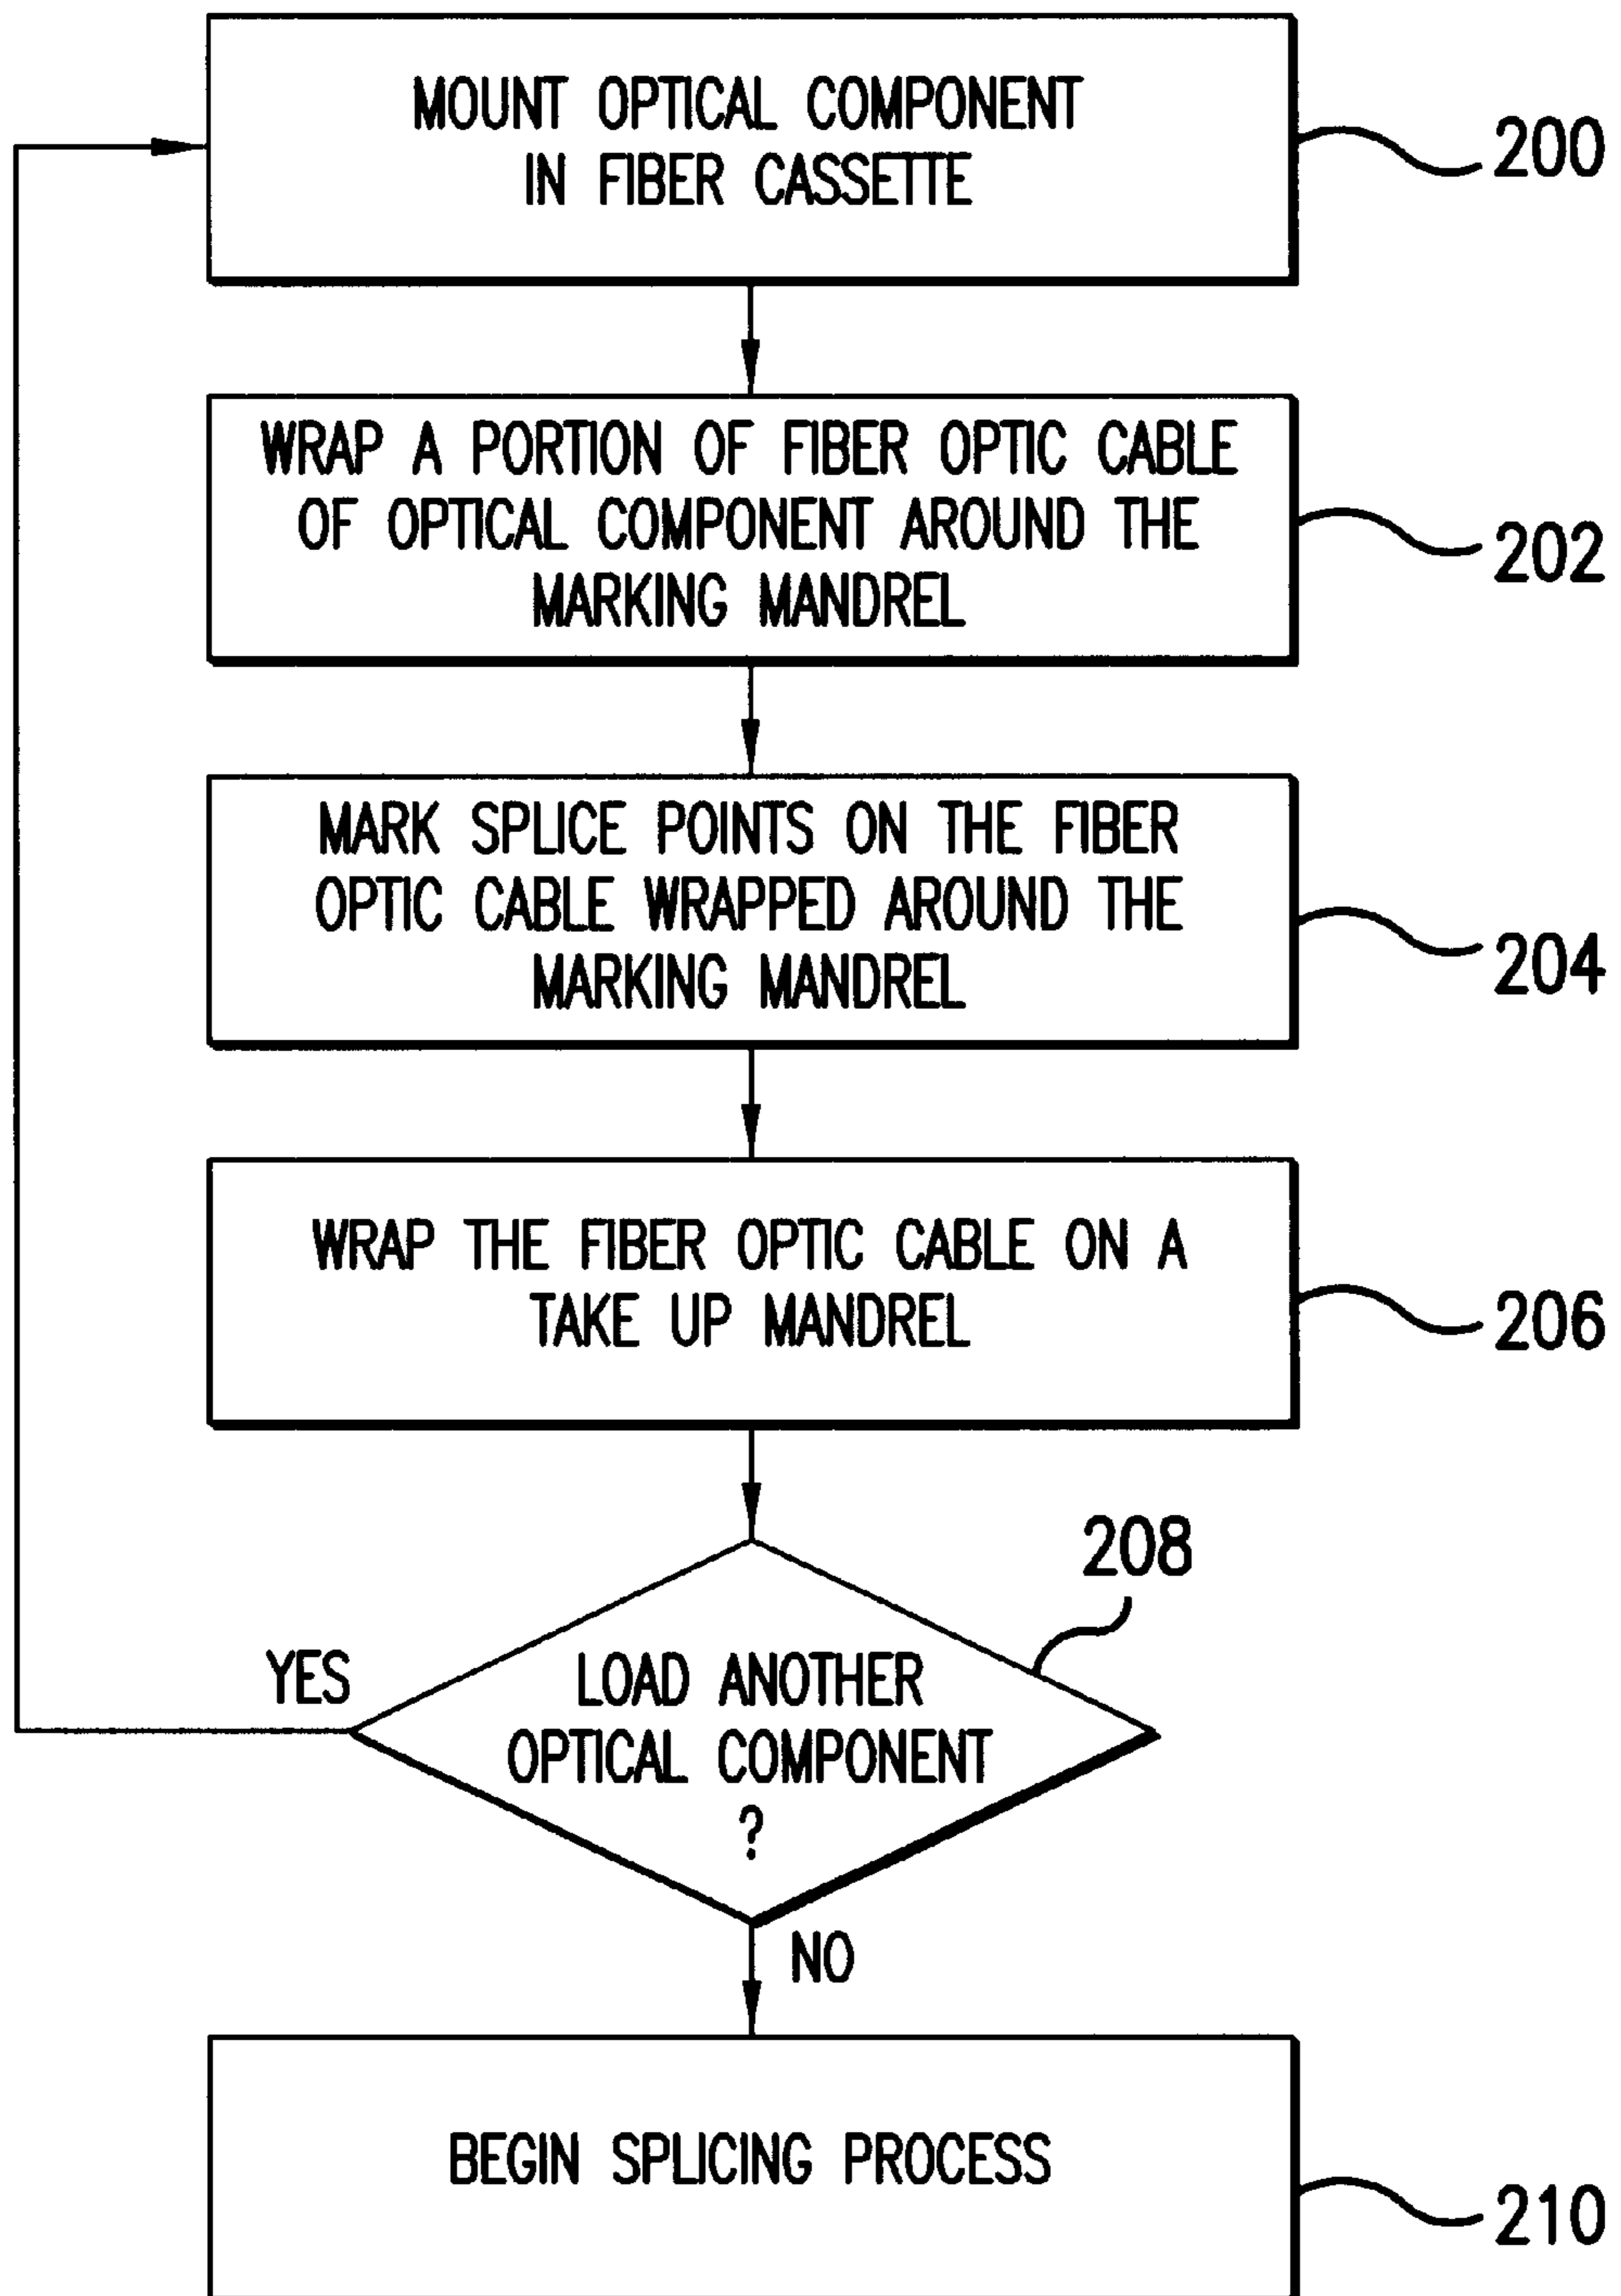 MOUNT OPTICAL COMPONENT
IN FIBER CASSETTE
200
WRAP A PORTION OF FIBER OPTIC CABLE
OF OPTICAL COMPONENT AROUND THE
MARKING MANDREL
202
MARK SPLICE POINTS ON THE FIBER
OPTIC CABLE WRAPPED AROUND THE
MARKING MANDREL
204
WRAP THE FIBER OPTIC CABLE ON A
TAKE UP MANDREL
206
208
YES
LOAD ANOTHER
OPTICAL COMPONENT
?
NO
BEGIN SPLICING PROCESS
210